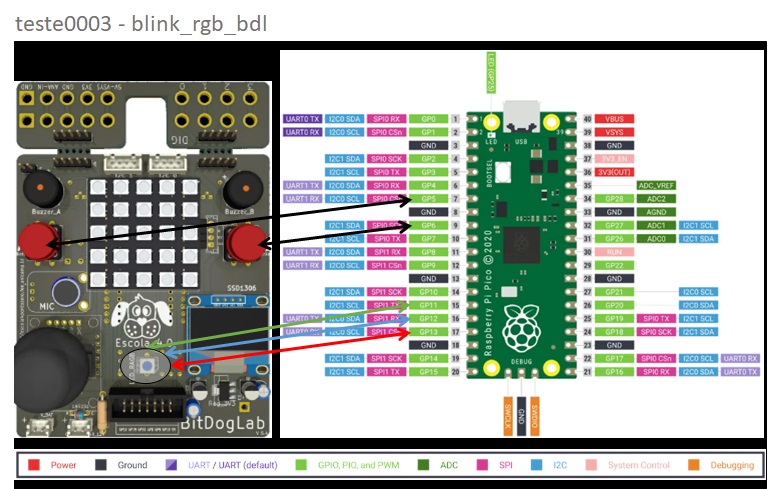 teste0003 - blink_rgb_bdl
GND
GND
3V3
0
1
2
3
DIG
Buzzer_A
Buzzer_B
MIC
SSD1306
Escola 4.0
BitDogLab
LED (GP25)
LED
USB
BOOTSEL
Raspberry Pi Pico ©2020
DEBUG
UART0 TX I2C0 SDA SPI0 RX GP0 1
UART0 RX I2C0 SCL SPI0 CSn GP1 2
GND 3
I2C1 SDA SPI0 SCK GP2 4
I2C1 SCL SPI0 TX GP3 5
UART1 TX I2C0 SDA SPI0 RX GP4 6
UART1 RX I2C0 SCL SPI0 GP5 7
GND 8
I2C1 SDA GP6 9
I2C1 SCL SPI0 TX GP7 10
UART1 TX I2C0 SDA SPI1 RX GP8 11
UART1 RX I2C0 SCL SPI1 CSn GP9 12
GND 13
I2C1 SDA SPI1 SCK GP10 14
I2C1 SCL SPI1 TX GP11 15
UART0 TX I2C0 SDA SPI1 RX GP12 16
I2C0 SCL SPI1 GP13 17
GND 18
I2C1 SDA SPI1 SCK GP14 19
I2C1 SCL SPI1 TX GP15 20
40 VBUS
39 VSYS
38 GND
37 3V3_EN
36 3V3(OUT)
35 ADC_VREF
34 GP28 ADC2
33 GND AGND
32 GP27 ADC1 I2C1 SCL
31 GP26 ADC0 I2C1 SDA
30 RUN
29 GP22
28 GND
27 GP21 I2C0 SCL
26 GP20 I2C0 SDA
25 GP19 SPI0 TX I2C1 SCL
24 GP18 SPI0 SCK I2C1 SDA
23 GND
22 GP17 SPI0 CSn I2C0 SCL UART0 RX
21 GP16 SPI0 RX I2C0 SDA UART0 TX
SWCLK
GND
SWDIO
Power Ground UART / UART (default) GPIO, PIO, and PWM ADC SPI I2C System Control Debugging